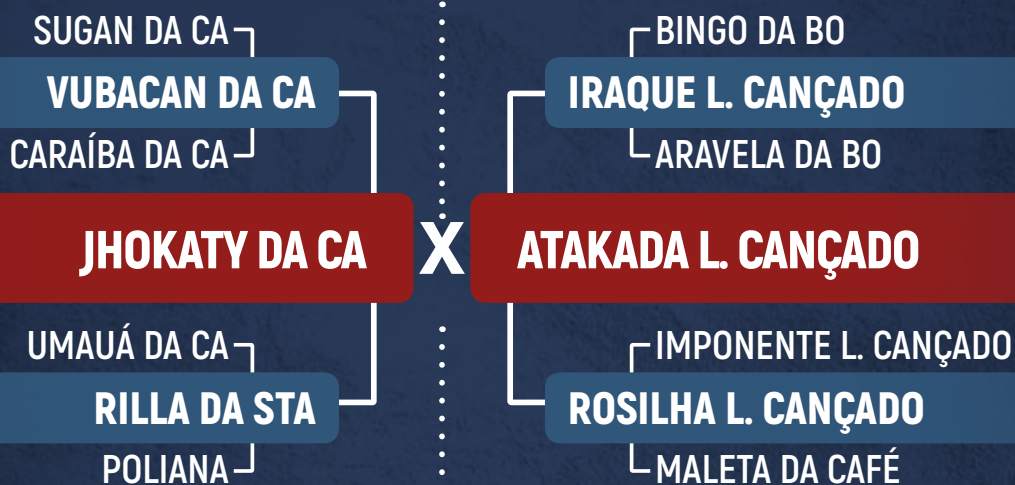 SUGAN DA CA
VUBACAN DA CA
CARAÍBA DA CA
JHOKATY DA CA
UMAUÁ DA CA
RILLA DA STA
POLIANA
X
BINGO DA BO
IRAQUE L. CANÇADO
ARAVELA DA BO
ATAKADA L. CANÇADO
IMPONENTE L. CANÇADO
ROSILHA L. CANÇADO
MALETA DA CAFÉ